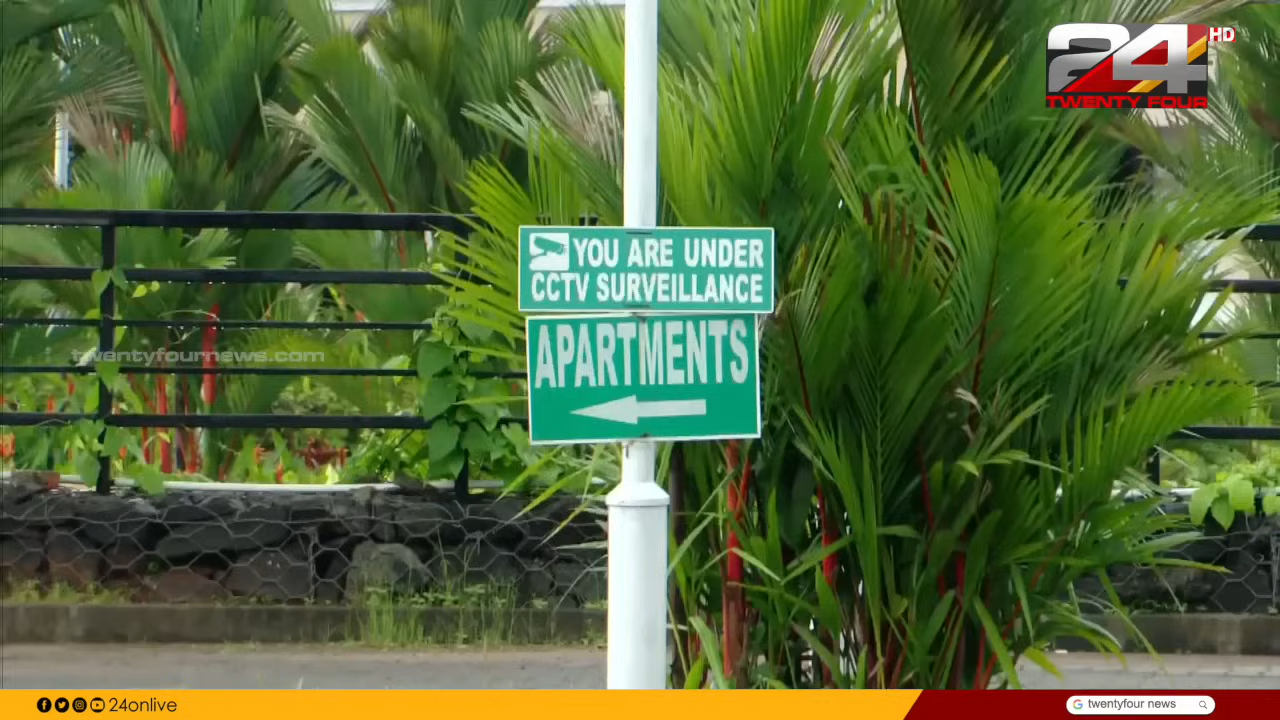 24 HD
TWENTY FOUR
YOU ARE UNDER
CCTV SURVEILLANCE
APARTMENTS
twentyfournews.com
24onlive
twentyfour news